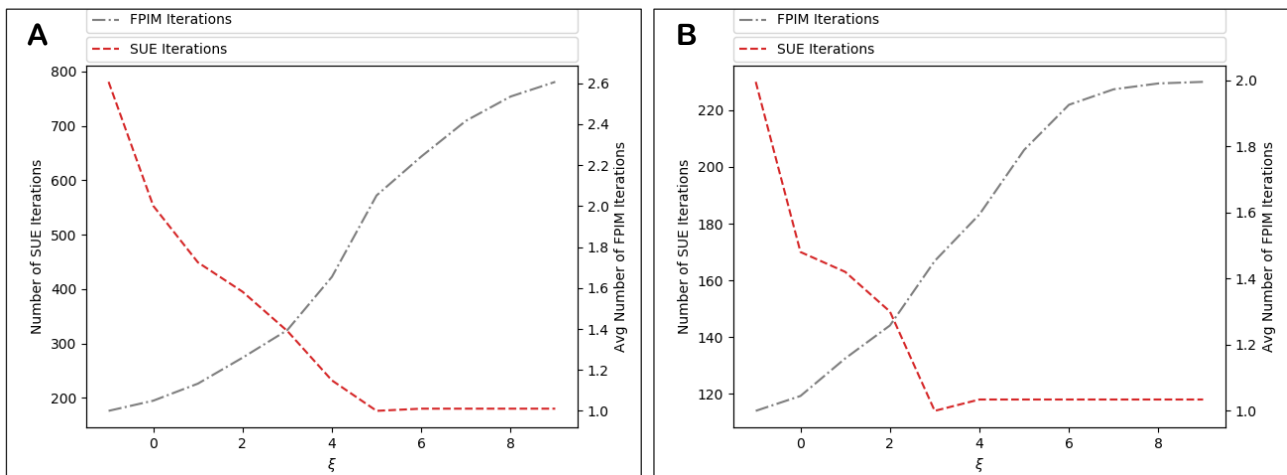 A
FPIM Iterations
SUE Iterations
800
700
600
500
400
300
200
Number of SUE Iterations
2.6
2.4
2.2
2.0
1.8
1.6
1.4
1.2
1.0
Avg Number of FPIM Iterations
0 2 4 6 8
ξ
B
FPIM Iterations
SUE Iterations
220
200
180
160
140
120
Number of SUE Iterations
2.0
1.8
1.6
1.4
1.2
1.0
Avg Number of FPIM Iterations
0 2 4 6 8
ξ